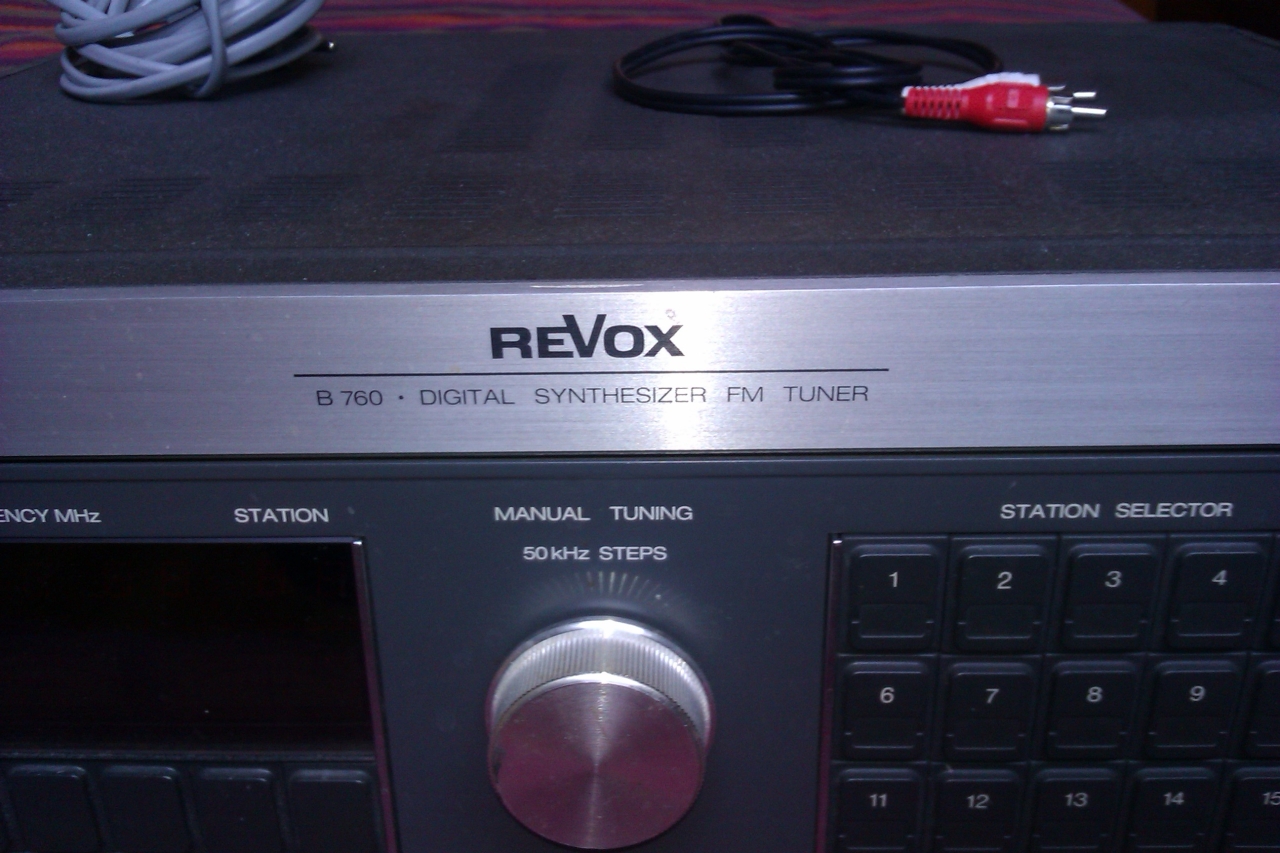 REVOX
B 760 · DIGITAL SYNTHESIZER FM TUNER
ENCY MHz STATION MANUAL TUNING STATION SELECTOR
50 kHz STEPS
1 2 3 4
6 7 8 9
11 12 13 14 15